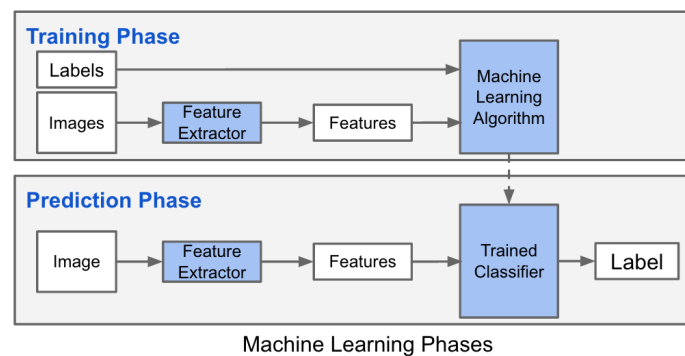 Training Phase
Labels
Images
Feature
Extractor
Features
Machine
Learning
Algorithm
Prediction Phase
Image
Feature
Extractor
Features
Trained
Classifier
Label
Machine Learning Phases